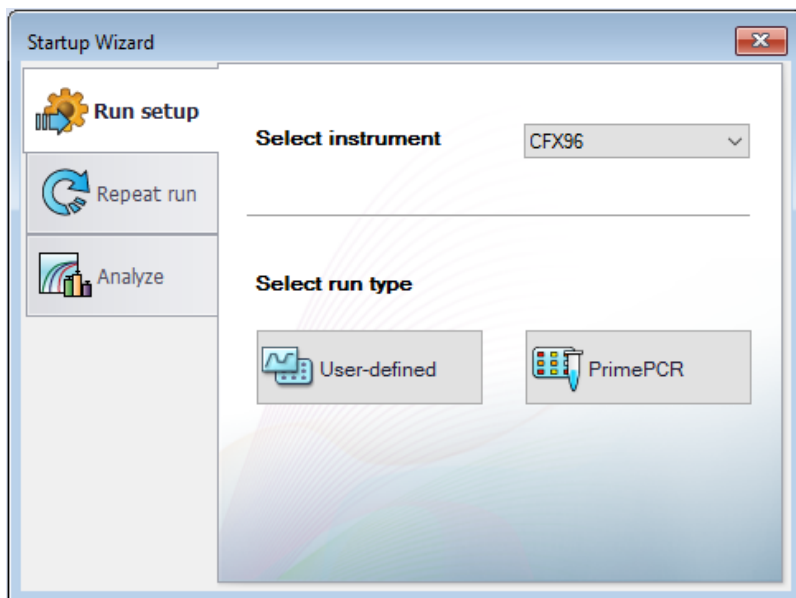 Startup Wizard
Run setup
Repeat run
Analyze
Select instrument
CFX96
Select run type
User-defined
PrimePCR